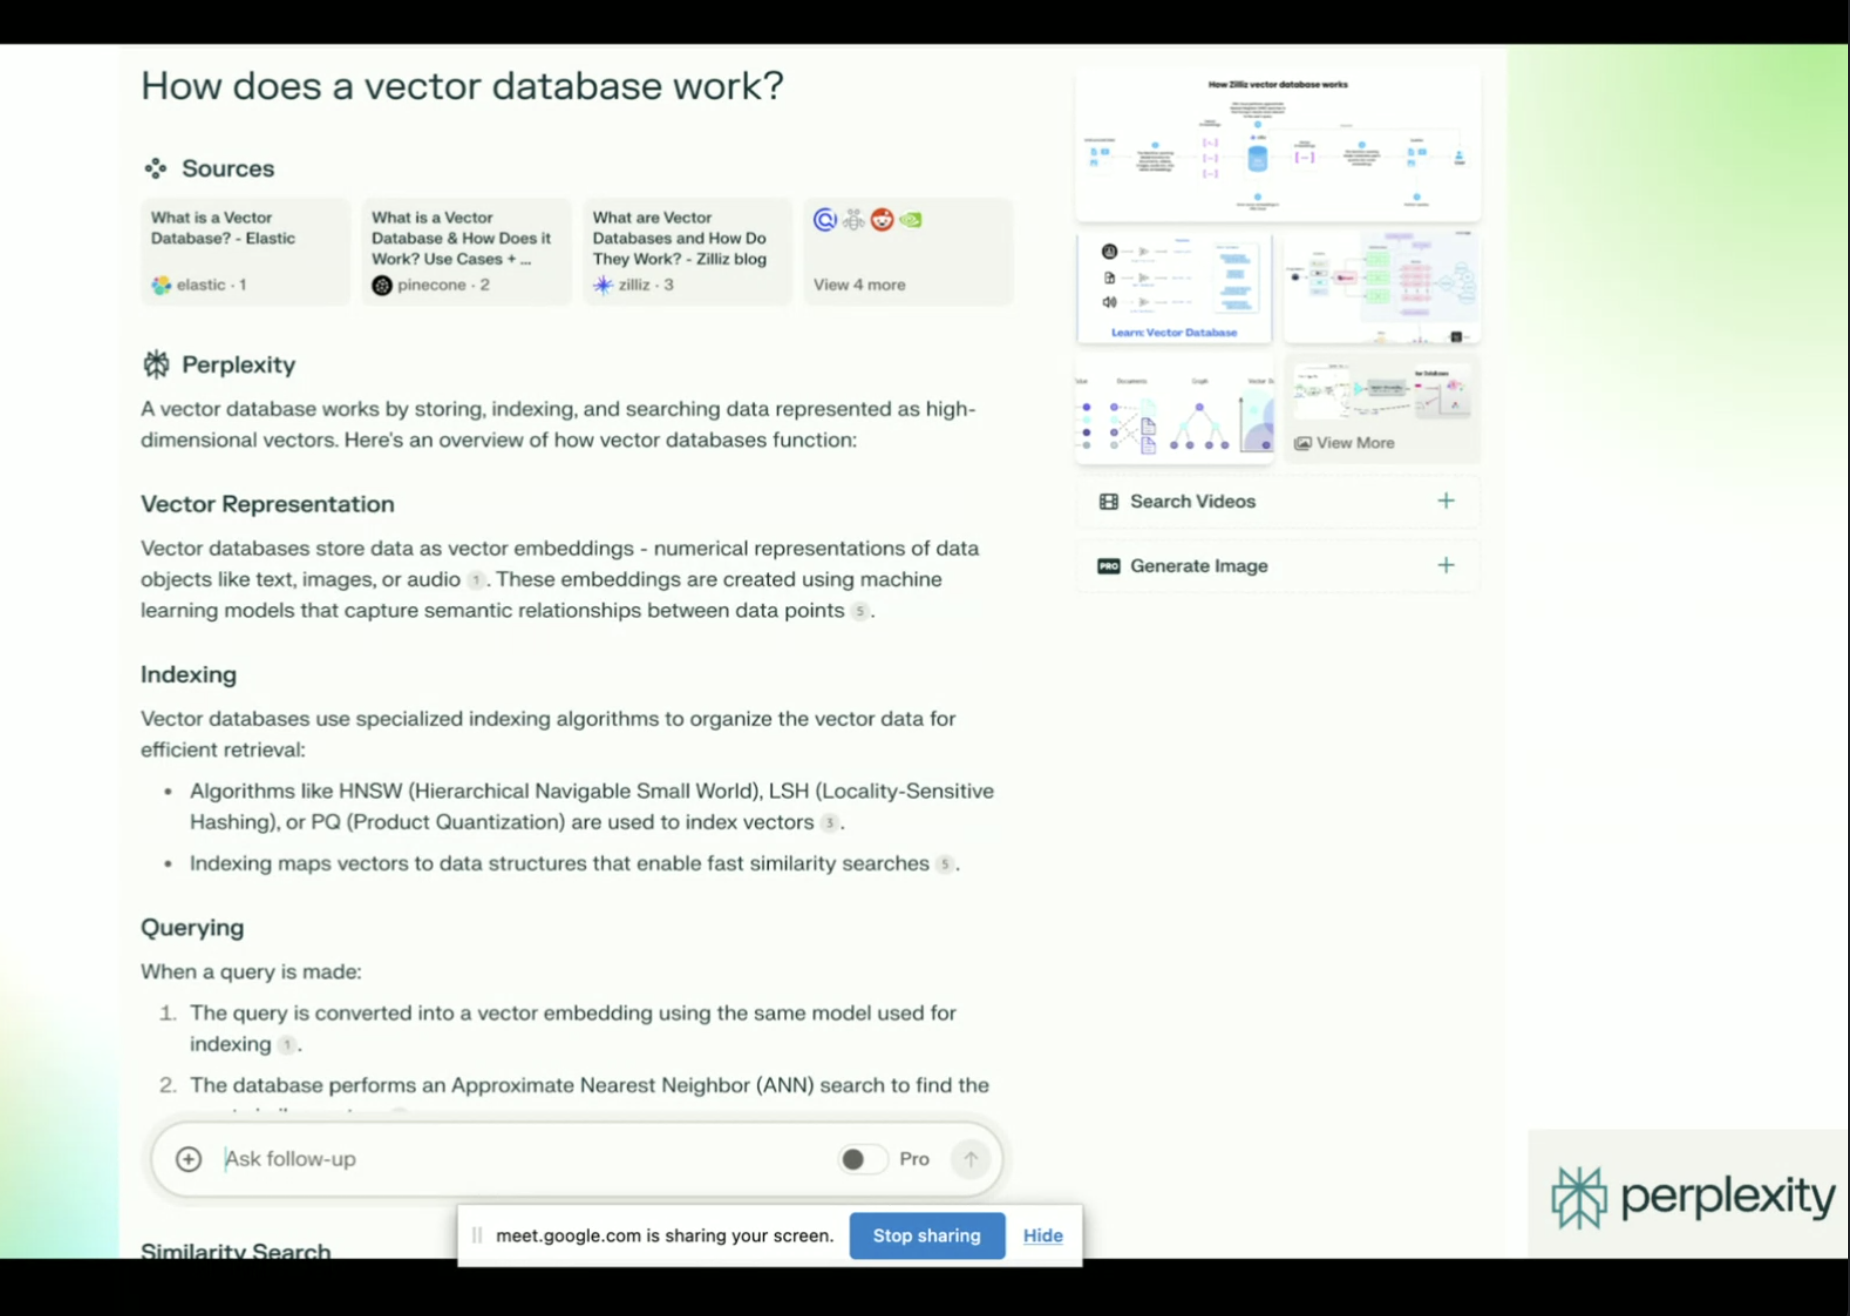 How does a vector database work?
Sources
What is a Vector
Database? - Elastic
elastic · 1
What is a Vector
Database & How Does it
Work? Use Cases + ...
pinecone · 2
What are Vector
Databases and How Do
They Work? - Zilliz blog
zilliz · 3
View 4 more
Perplexity
A vector database works by storing, indexing, and searching data represented as high-
dimensional vectors. Here's an overview of how vector databases function:
Vector Representation
Vector databases store data as vector embeddings - numerical representations of data
objects like text, images, or audio 1 . These embeddings are created using machine
learning models that capture semantic relationships between data points 5 .
Indexing
Vector databases use specialized indexing algorithms to organize the vector data for
efficient retrieval:
• Algorithms like HNSW (Hierarchical Navigable Small World), LSH (Locality-Sensitive
Hashing), or PQ (Product Quantization) are used to index vectors 3 .
• Indexing maps vectors to data structures that enable fast similarity searches 5 .
Querying
When a query is made:
1. The query is converted into a vector embedding using the same model used for
indexing 1 .
2. The database performs an Approximate Nearest Neighbor (ANN) search to find the
Ask follow-up
Pro
Similarity Search
How Zilliz vector database works
Learn: Vector Database
Documents
Graph
View More
Search Videos
PRO Generate Image
meet.google.com is sharing your screen.
Stop sharing
Hide
perplexity